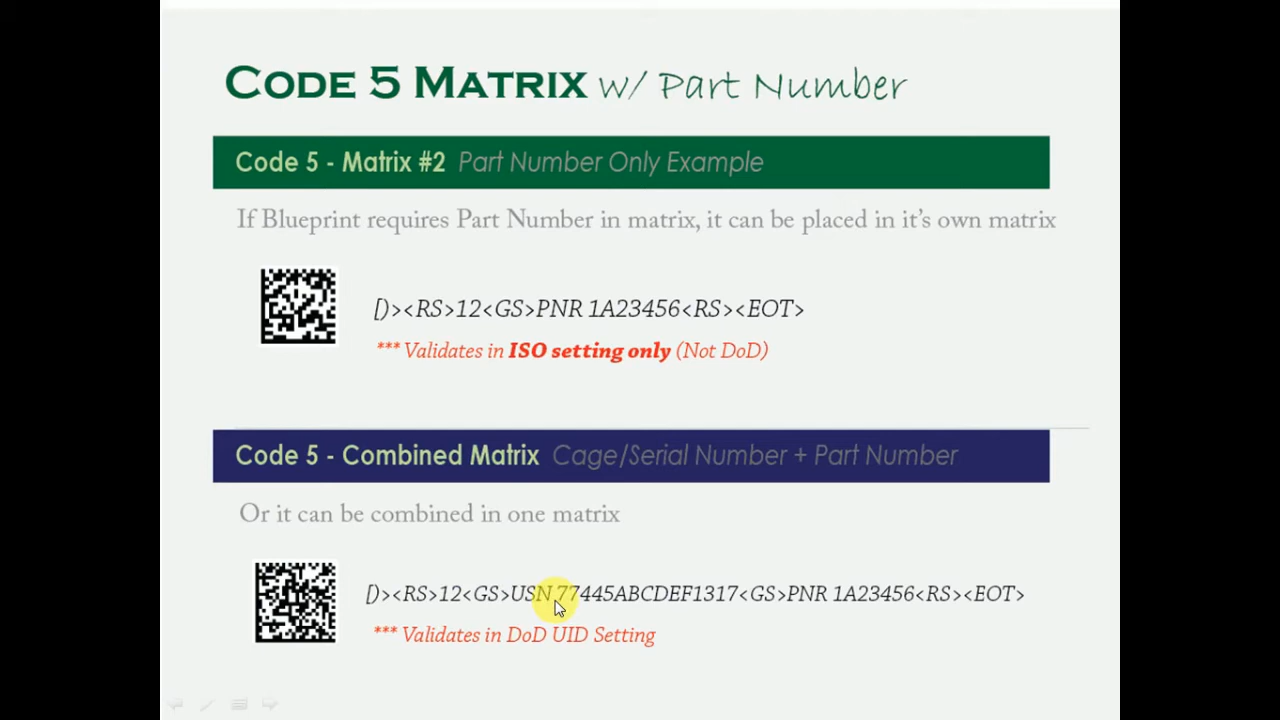 Code 5 Matrix w/ Part Number
Code 5 - Matrix #2 Part Number Only Example
If Blueprint requires Part Number in matrix, it can be placed in it's own matrix
[)><RS>12<GS>PNR 1A23456<RS><EOT>
*** Validates in ISO setting only (Not DoD)
Code 5 - Combined Matrix Cage/Serial Number + Part Number
Or it can be combined in one matrix
[)><RS>12<GS>USN 77445ABCDEF1317<GS>PNR 1A23456<RS><EOT>
*** Validates in DoD UID Setting